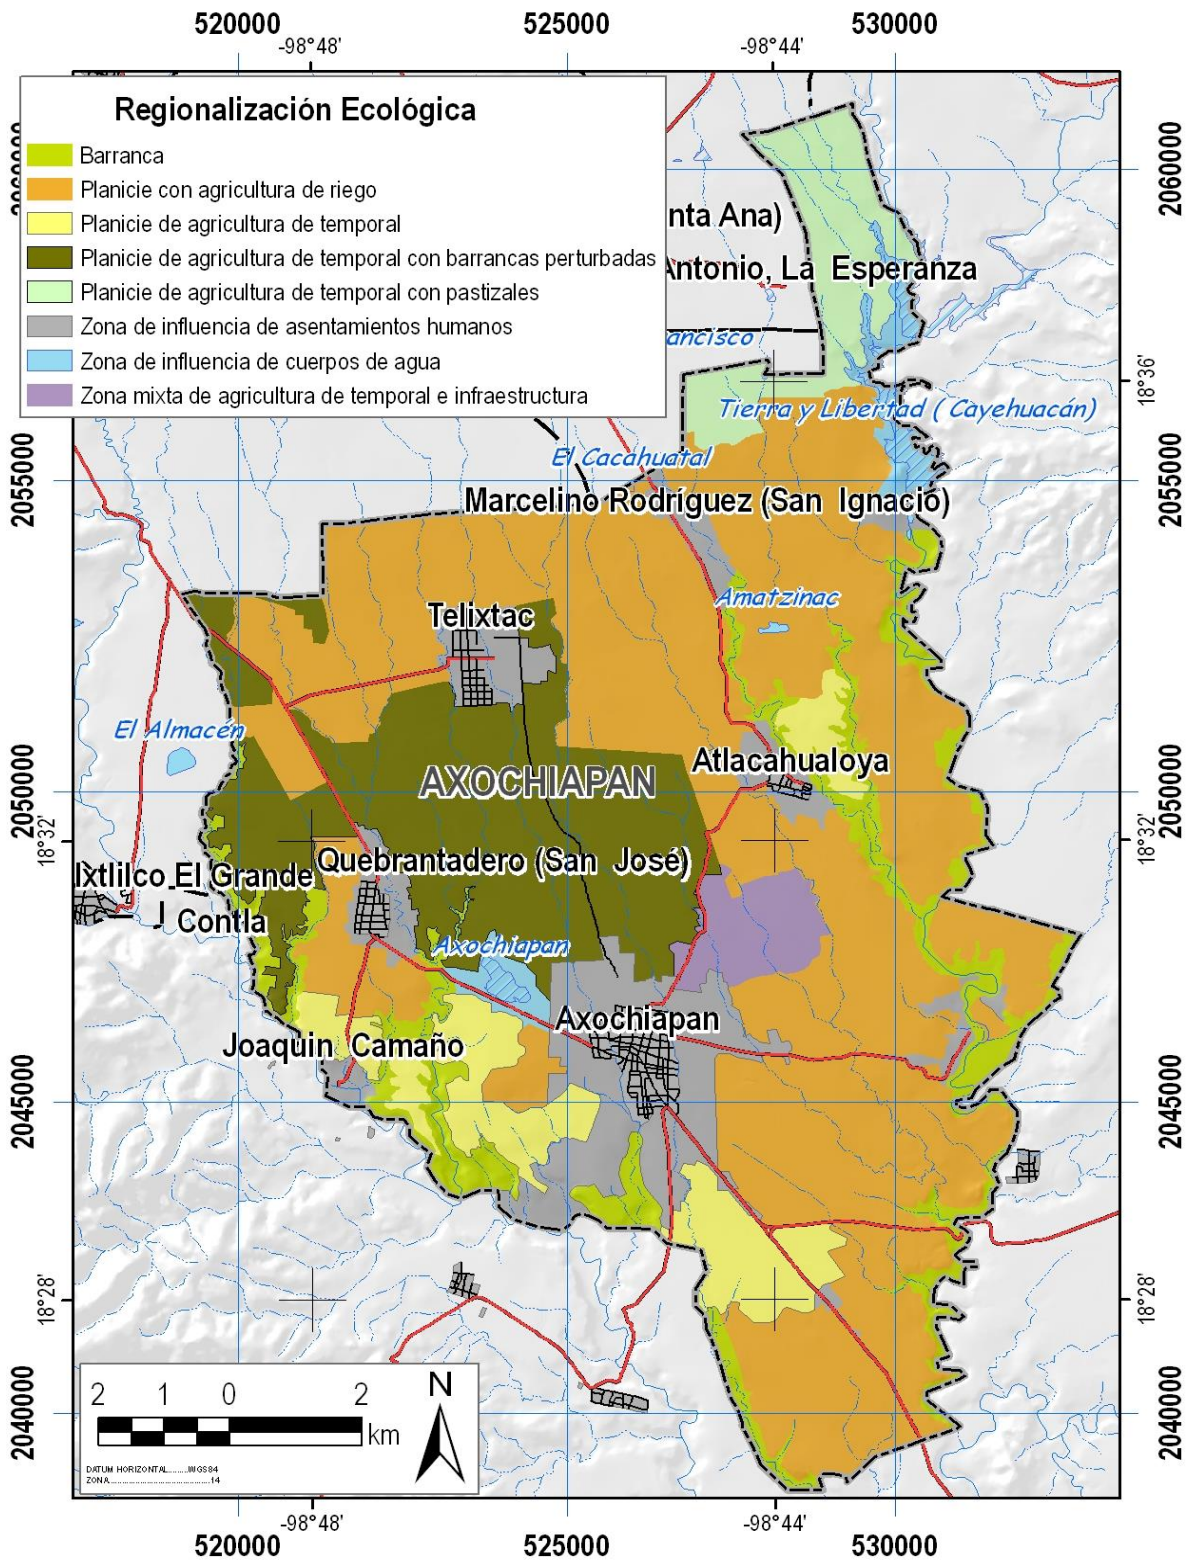 520000
525000
530000
-98°48'
-98°44'
Regionalización Ecológica
Barranca
Planicie con agricultura de riego
Planicie de agricultura de temporal
Planicie de agricultura de temporal con barrancas perturbadas
Planicie de agricultura de temporal con pastizales
Zona de influencia de asentamientos humanos
Zona de influencia de cuerpos de agua
Zona mixta de agricultura de temporal e infraestructura
2060000
nta Ana)
Antonio, La Esperanza
ancisco
18°36'
Tierra y Libertad ( Cayehuacán)
El Cacahuatal
2055000
2055000
Marcelino Rodríguez (San Ignacio)
Amatzinac
Telixtac
El Almacén
Atlacahualoya
AXOCHIAPAN
2050000
2050000
18°32'
18°32'
Quebrantadero (San José)
Ixtlilco El Grande
Contla
Axochiapan
Axochiapan
Joaquin Camaño
2045000
2045000
18°28'
18°28'
2040000
2040000
2 1 0 2
km
N
DATUM HORIZONTAL.........WGS84
ZONA..............................14
-98°48'
-98°44'
520000
525000
530000